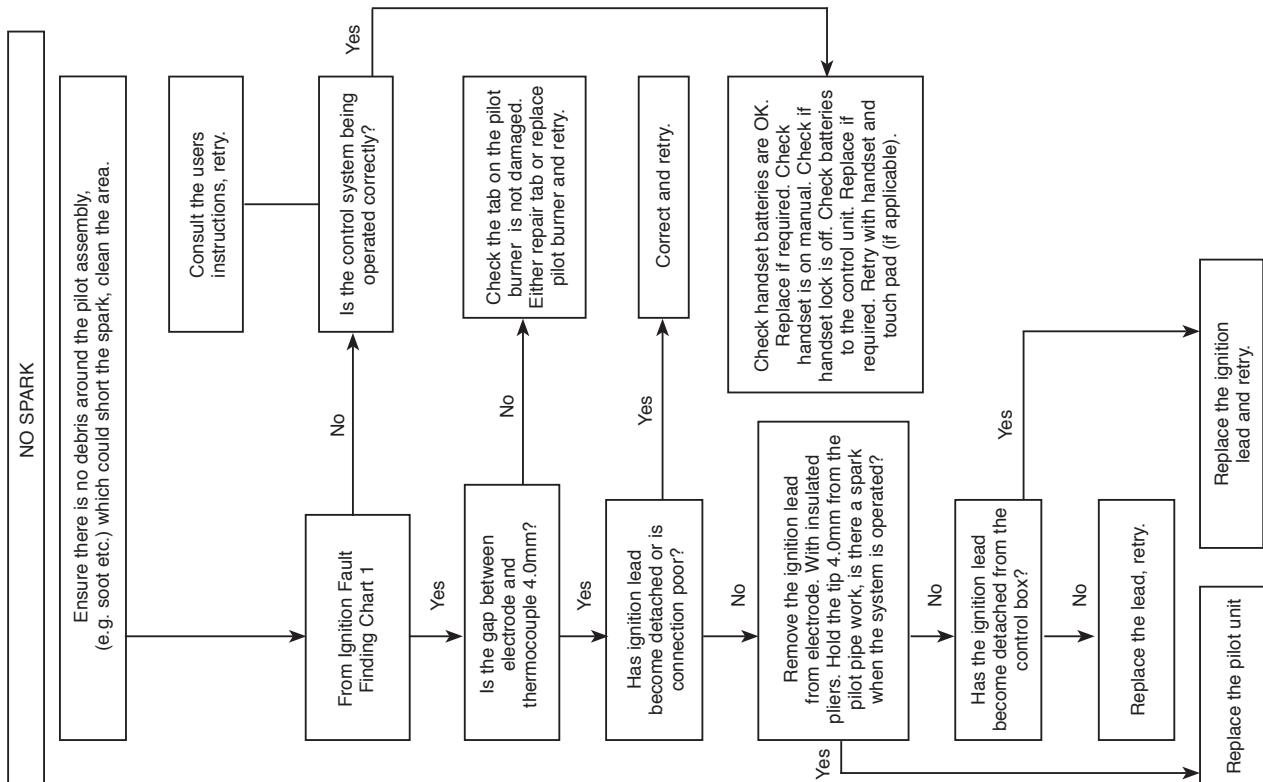 NO SPARK
Ensure there is no debris around the pilot assembly,
(e.g. soot etc.) which could short the spark, clean the area.
Consult the users
instructions, retry.
From Ignition Fault
Finding Chart 1
No
Is the control system being
operated correctly?
Yes
Yes
Is the gap between
electrode and
thermocouple 4.0mm?
No
Check the tab on the pilot
burner is not damaged.
Either repair tab or replace
pilot burner and retry.
Yes
Has ignition lead
become detached or is
connection poor?
Yes
Correct and retry.
No
Remove the ignition lead
from electrode. With insulated
pliers. Hold the tip 4.0mm from the
pilot pipe work, is there a spark
when the system is operated?
Check handset batteries are OK.
Replace if required. Check
handset is on manual. Check if
handset lock is off. Check batteries
to the control unit. Replace if
required. Retry with handset and
touch pad (if applicable).
Yes
No
Has the ignition lead
become detached from the
control box?
Yes
No
Replace the lead, retry.
Replace the pilot unit
Replace the ignition
lead and retry.